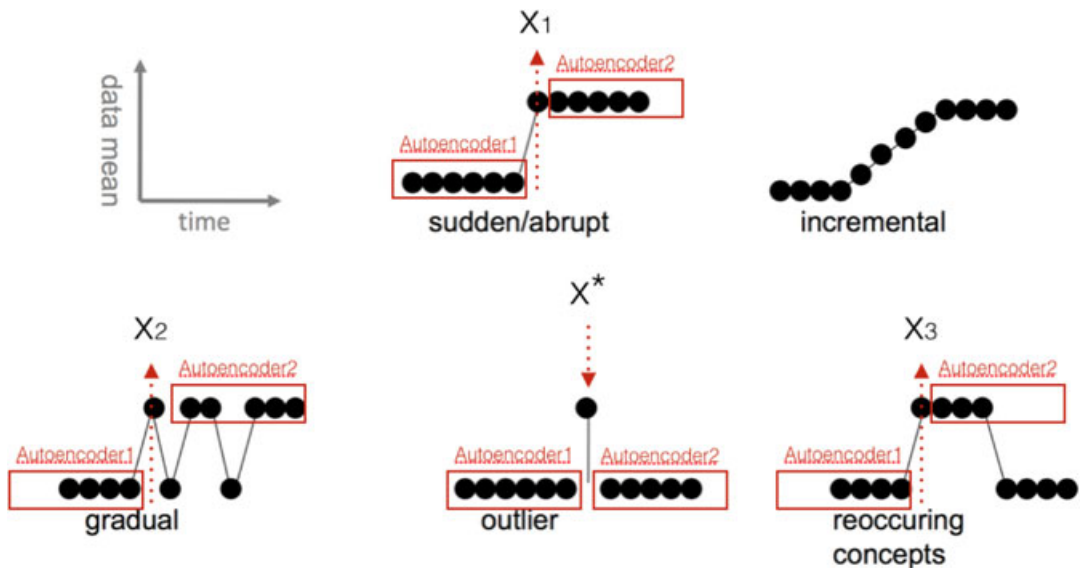 X1
data mean
time
Autoencoder1
Autoencoder2
sudden/abrupt
incremental
X2
Autoencoder2
Autoencoder1
gradual
X*
Autoencoder1
Autoencoder2
outlier
X3
Autoencoder2
Autoencoder1
reoccuring
concepts